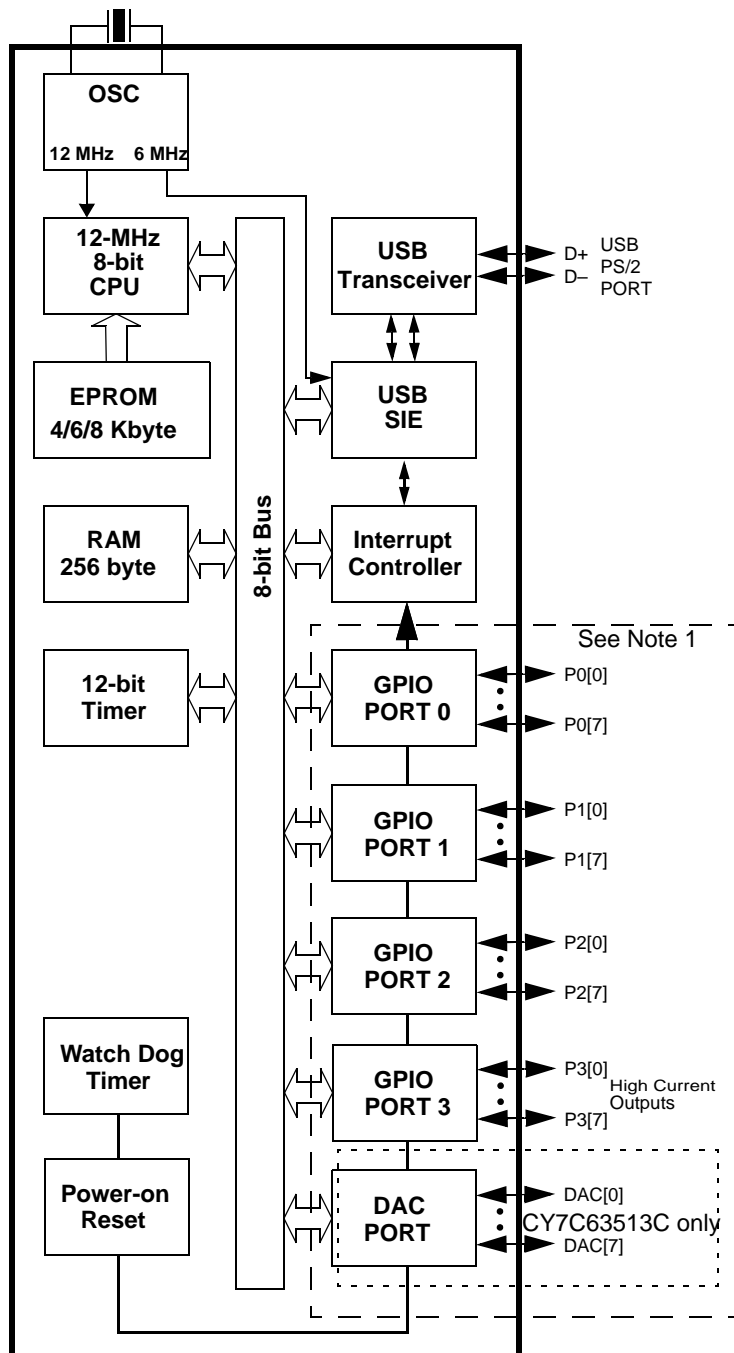 OSC
12 MHz 6 MHz
12-MHz
8-bit
CPU
USB
Transceiver
D+
D–
USB
PS/2
PORT
EPROM
4/6/8 Kbyte
USB
SIE
8-bit Bus
RAM
256 byte
Interrupt
Controller
See Note 1
12-bit
Timer
GPIO
PORT 0
P0[0]
P0[7]
GPIO
PORT 1
P1[0]
P1[7]
GPIO
PORT 2
P2[0]
P2[7]
Watch Dog
Timer
GPIO
PORT 3
P3[0]
High Current
Outputs
P3[7]
Power-on
Reset
DAC
PORT
DAC[0]
CY7C63513C only
DAC[7]